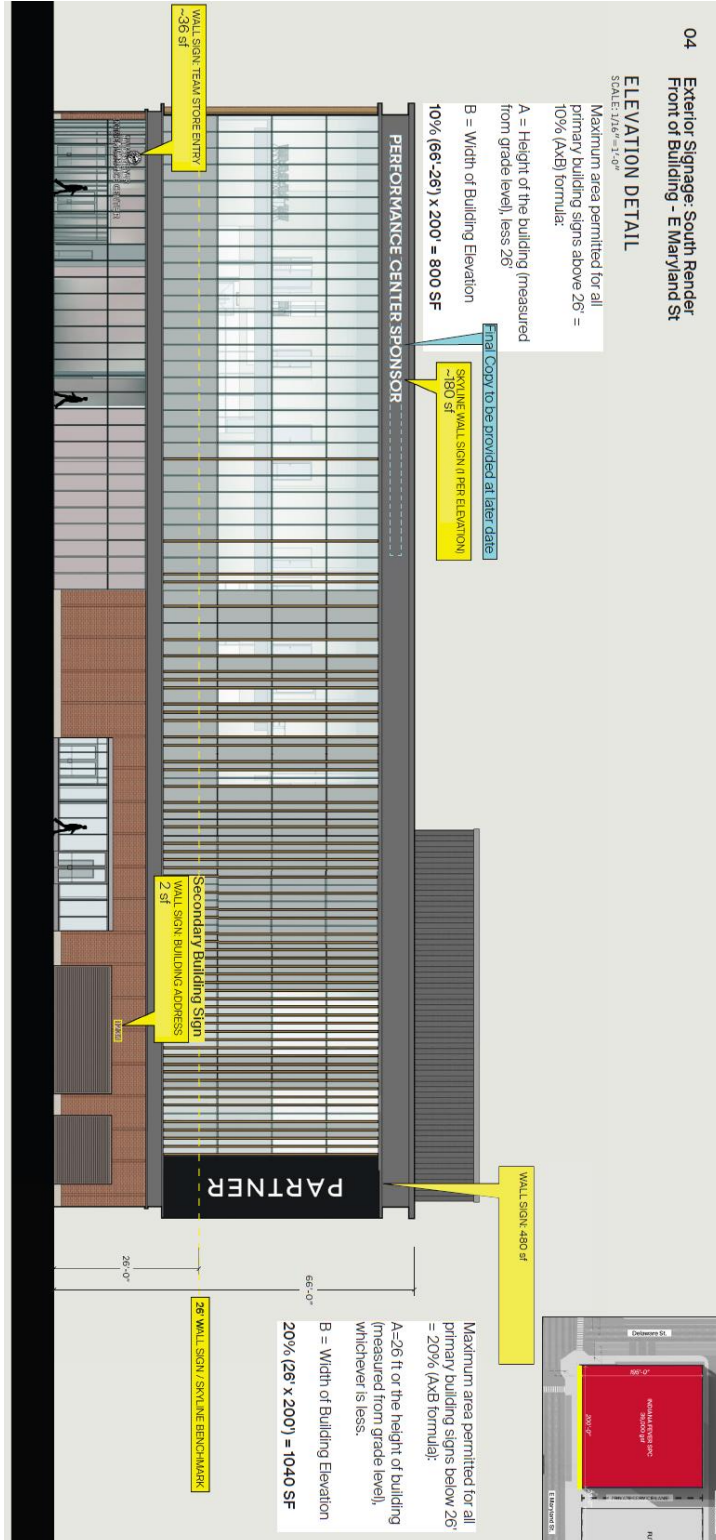 04
Exterior Signage: South Render
Front of Building - E Maryland St
ELEVATION DETAIL
SCALE: 1/16"=1'-0"
Maximum area permitted for all
primary building signs above 26' =
10% (AxB) formula:
A = Height of the building (measured
from grade level), less 26'
B = Width of Building Elevation
10% (66'-26') x 200' = 800 SF
Final Copy to be provided at later date
SKYLINE WALL SIGN (1 PER ELEVATION)
~180 sf
PERFORMANCE CENTER SPONSOR
WALL SIGN: TEAM STORE ENTRY
~36 sf
Secondary Building Sign
WALL SIGN: BUILDING ADDRESS
2 sf
PARTNER
WALL SIGN: 480 sf
26'-0"
66'-0"
26' WALL SIGN / SKYLINE BENCHMARK
Maximum area permitted for all
primary building signs below 26'
= 20% (AxB formula):
A=26 ft or the height of building
(measured from grade level),
whichever is less.
B = Width of Building Elevation
20% (26' x 200') = 1040 SF
Delaware St.
196'-0"
INDIANA FEVER SPC
200'-0"
E Maryland St.